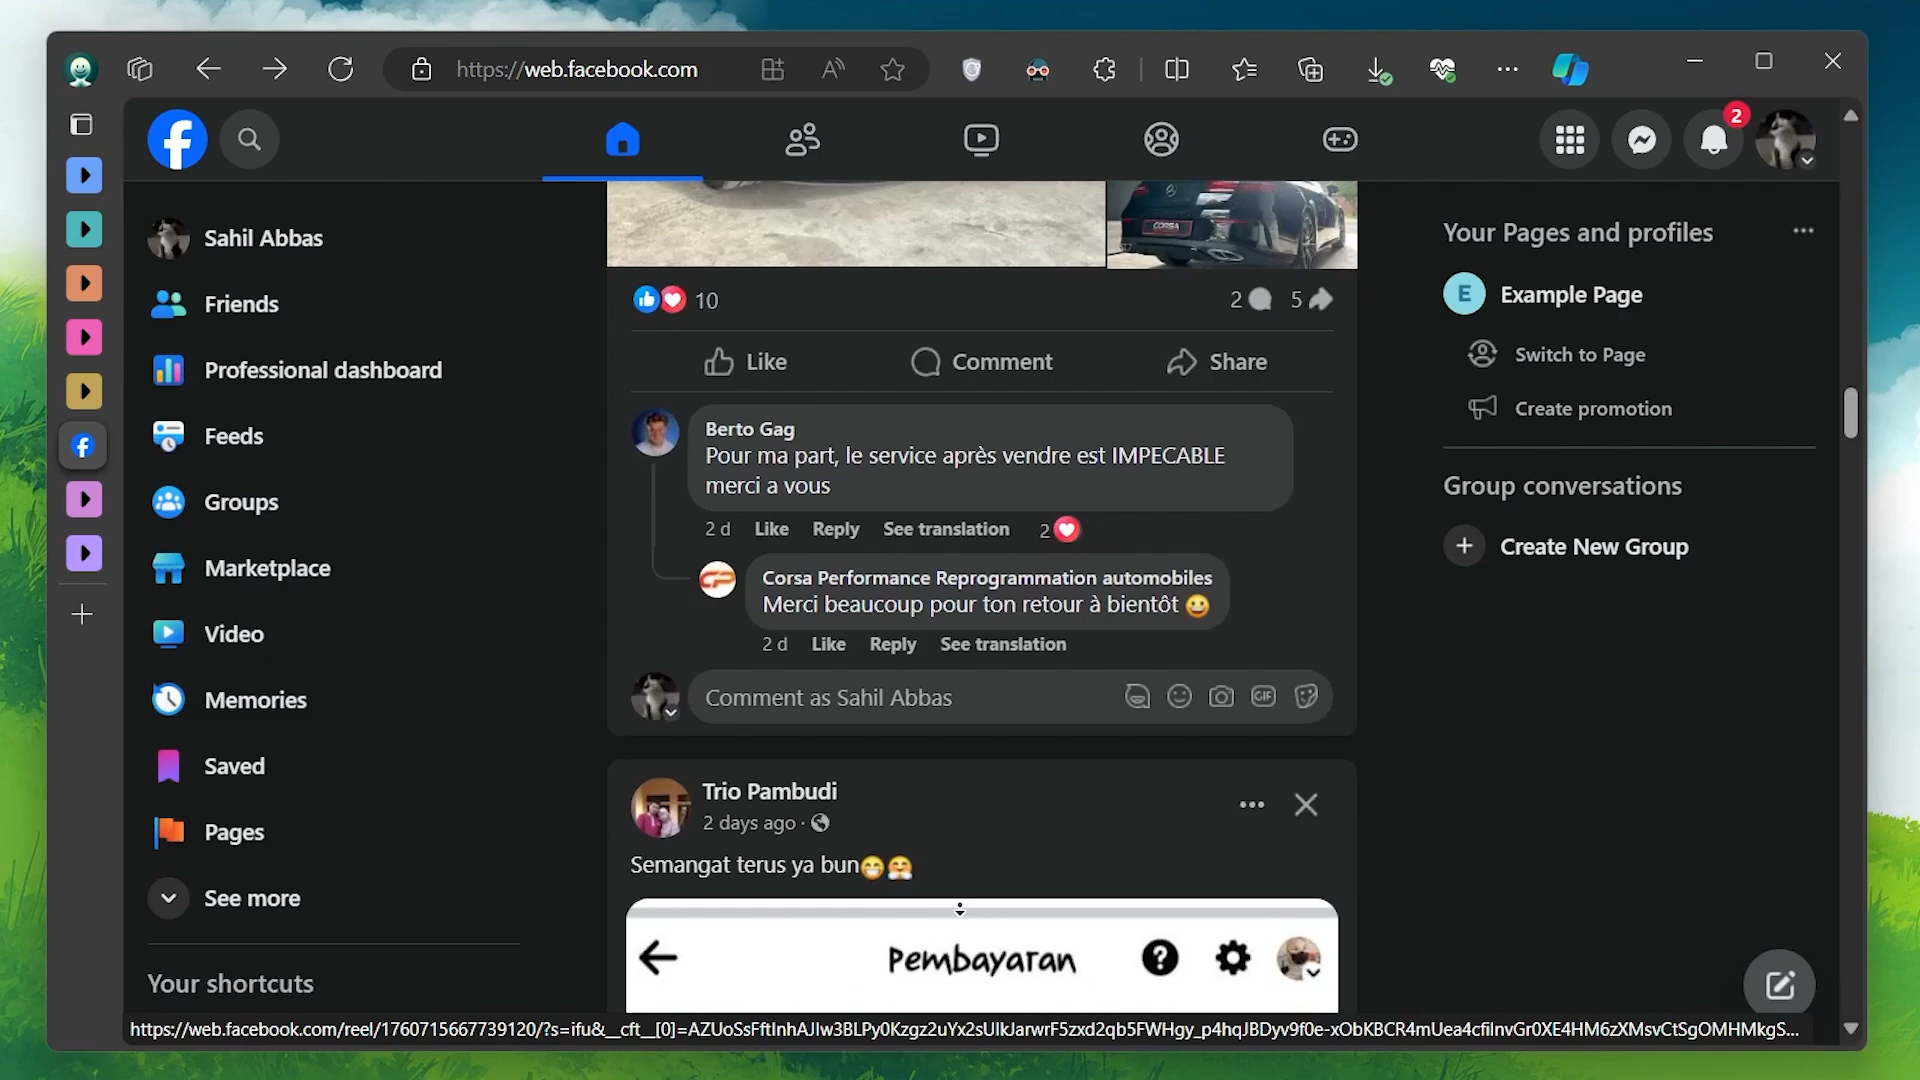 https://web.facebook.com
2
Sahil Abbas
Friends
Professional dashboard
Feeds
Groups
Marketplace
Video
Memories
Saved
Pages
See more
Your shortcuts
CORSA
10
2
5
Like
Comment
Share
Berto Gag
Pour ma part, le service après vendre est IMPECABLE
merci a vous
2 d Like Reply See translation 2
Corsa Performance Reprogrammation automobiles
Merci beaucoup pour ton retour à bientôt 😀
2 d Like Reply See translation
Comment as Sahil Abbas
GIF
Trio Pambudi
2 days ago ·
Semangat terus ya bun😁🤗
Pembayaran
Your Pages and profiles
E
Example Page
Switch to Page
Create promotion
Group conversations
Create New Group